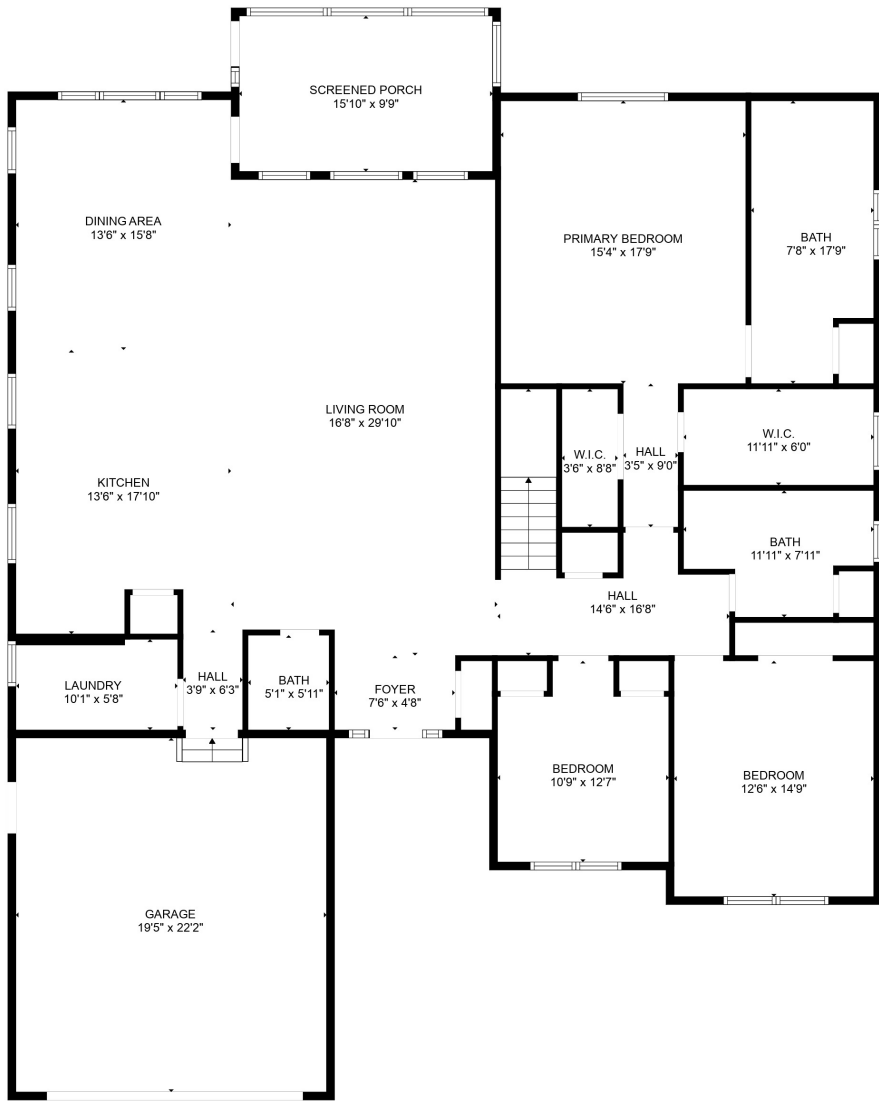 SCREENED PORCH
15'10" x 9'9"
DINING AREA
13'6" x 15'8"
PRIMARY BEDROOM
15'4" x 17'9"
BATH
7'8" x 17'9"
LIVING ROOM
16'8" x 29'10"
W.I.C.
11'11" x 6'0"
W.I.C.
3'6" x 8'8"
HALL
3'5" x 9'0"
KITCHEN
13'6" x 17'10"
BATH
11'11" x 7'11"
HALL
14'6" x 16'8"
LAUNDRY
10'1" x 5'8"
HALL
3'9" x 6'3"
BATH
5'1" x 5'11"
FOYER
7'6" x 4'8"
BEDROOM
10'9" x 12'7"
BEDROOM
12'6" x 14'9"
GARAGE
19'5" x 22'2"